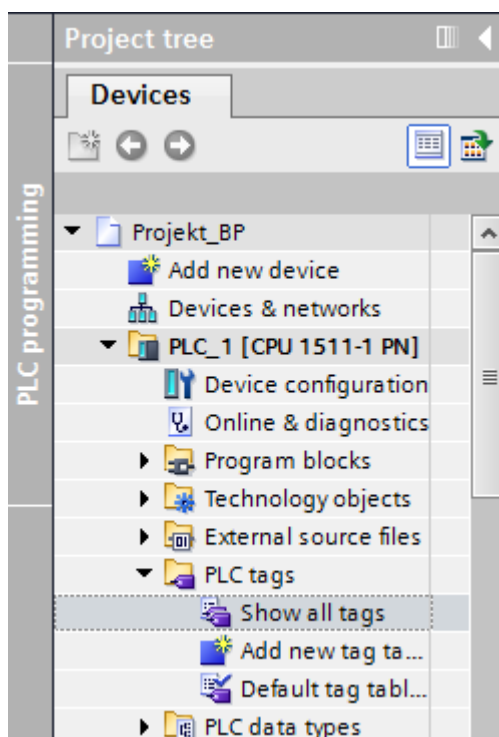 Project tree
Devices
PLC programming
Projekt_BP
Add new device
Devices & networks
PLC_1 [CPU 1511-1 PN]
Device configuration
Online & diagnostics
Program blocks
Technology objects
External source files
PLC tags
Show all tags
Add new tag ta...
Default tag tabl...
PLC data types